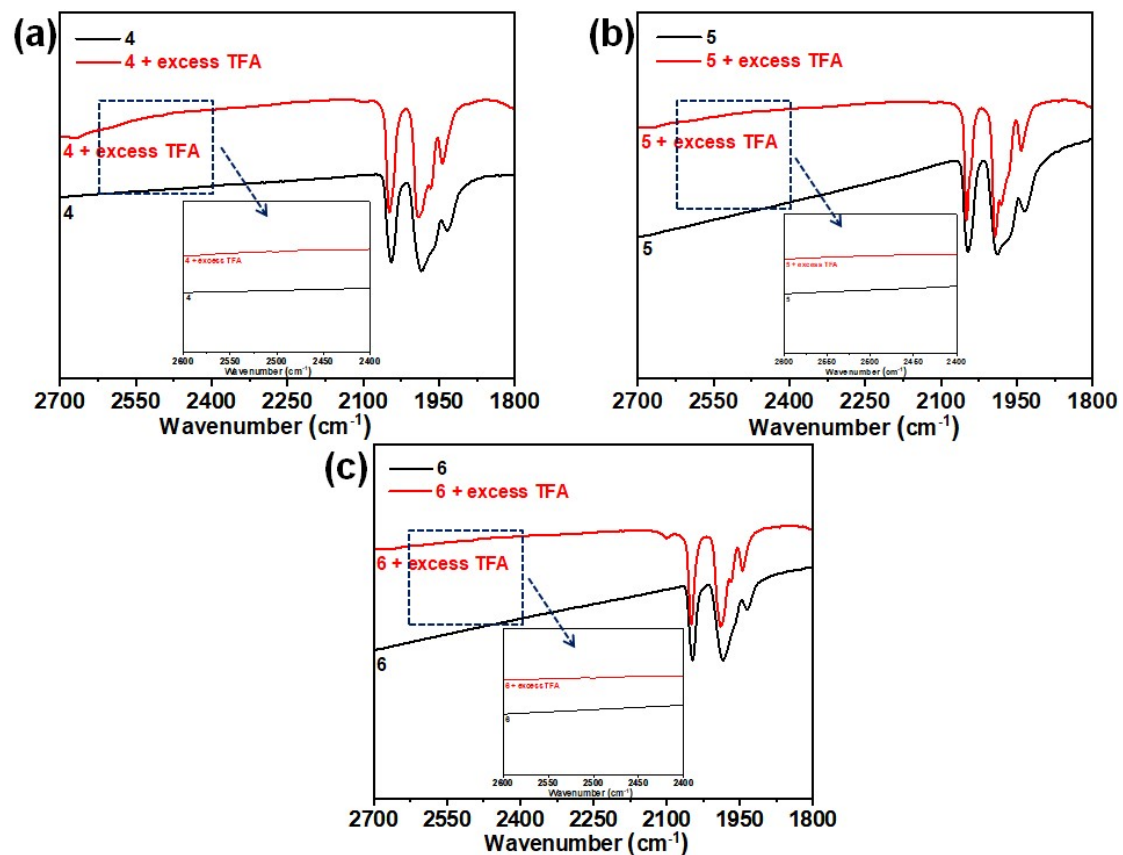 (a)
4
4 + excess TFA
4 + excess TFA
4
4 + excess TFA
4
2600 2550 2500 2450 2400
Wavenumber (cm-1)
2700 2550 2400 2250 2100 1950 1800
Wavenumber (cm-1)
(b)
5
5 + excess TFA
5 + excess TFA
5
5 + excess TFA
5
2600 2550 2500 2450 2400
Wavenumber (cm-1)
2700 2550 2400 2250 2100 1950 1800
Wavenumber (cm-1)
(c)
6
6 + excess TFA
6 + excess TFA
6
6 + excess TFA
6
2600 2550 2500 2450 2400
Wavenumber (cm-1)
2700 2550 2400 2250 2100 1950 1800
Wavenumber (cm-1)